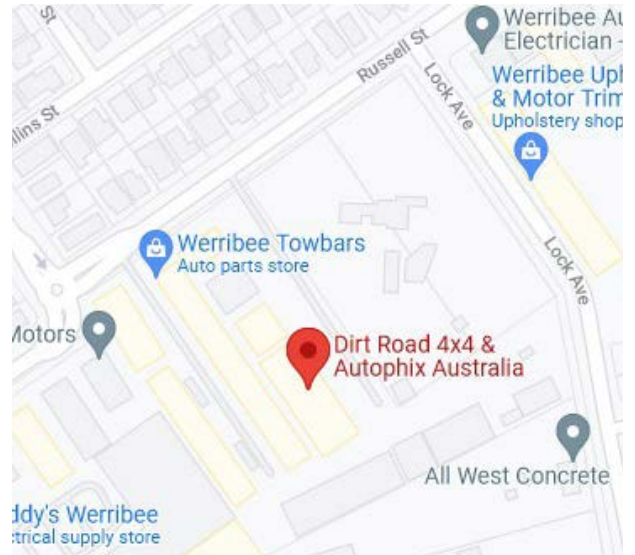 St
Werribee Au
Electrician -
Russell St
Lock Ave
Werribee Uph
& Motor Trim
Upholstery shop
llins St
Werribee Towbars
Auto parts store
Lock Ave
Motors
Dirt Road 4x4 &
Autophix Australia
All West Concrete
ddy's Werribee
ctrical supply store